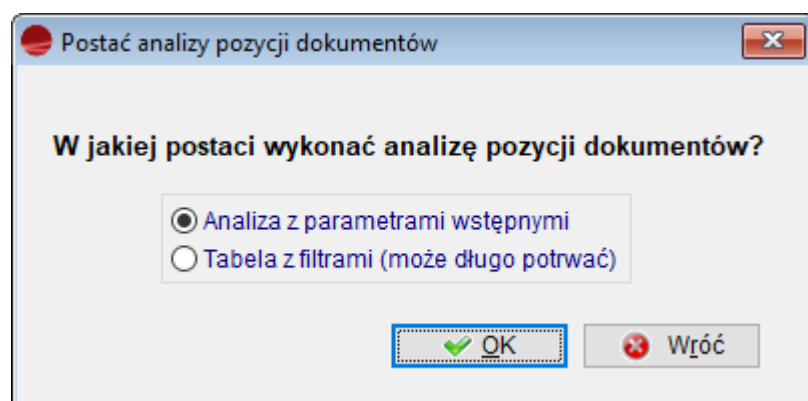 Postać analizy pozycji dokumentów
W jakiej postaci wykonać analizę pozycji dokumentów?
Analiza z parametrami wstępnymi
Tabela z filtrami (może długo potrwać)
OK
Wróć